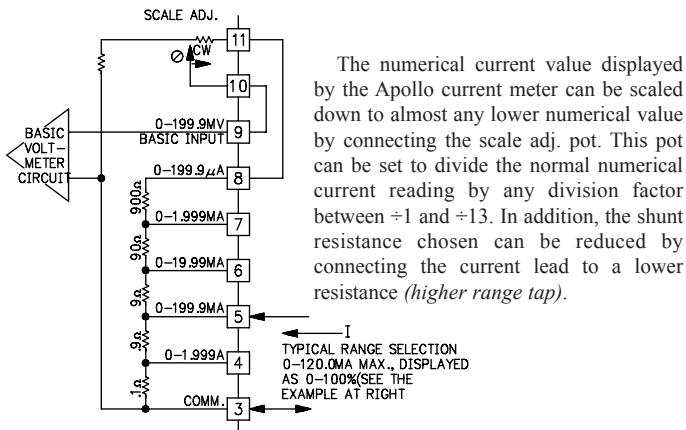 SCALE ADJ.
11
CW
10
0-199.9MV
BASIC INPUT
9
BASIC
VOLT-
METER
CIRCUIT
0-199.9µA
8
900Ω
0-1.999MA
7
90Ω
0-19.99MA
6
9Ω
0-199.9MA
5
I
.9Ω
0-1.999A
4
TYPICAL RANGE SELECTION
0-120.0MA MAX., DISPLAYED
AS 0-100%(SEE THE
EXAMPLE AT RIGHT
.1Ω
COMM.
3
The numerical current value displayed
by the Apollo current meter can be scaled
down to almost any lower numerical value
by connecting the scale adj. pot. This pot
can be set to divide the normal numerical
current reading by any division factor
between ÷1 and ÷13. In addition, the shunt
resistance chosen can be reduced by
connecting the current lead to a lower
resistance (higher range tap).